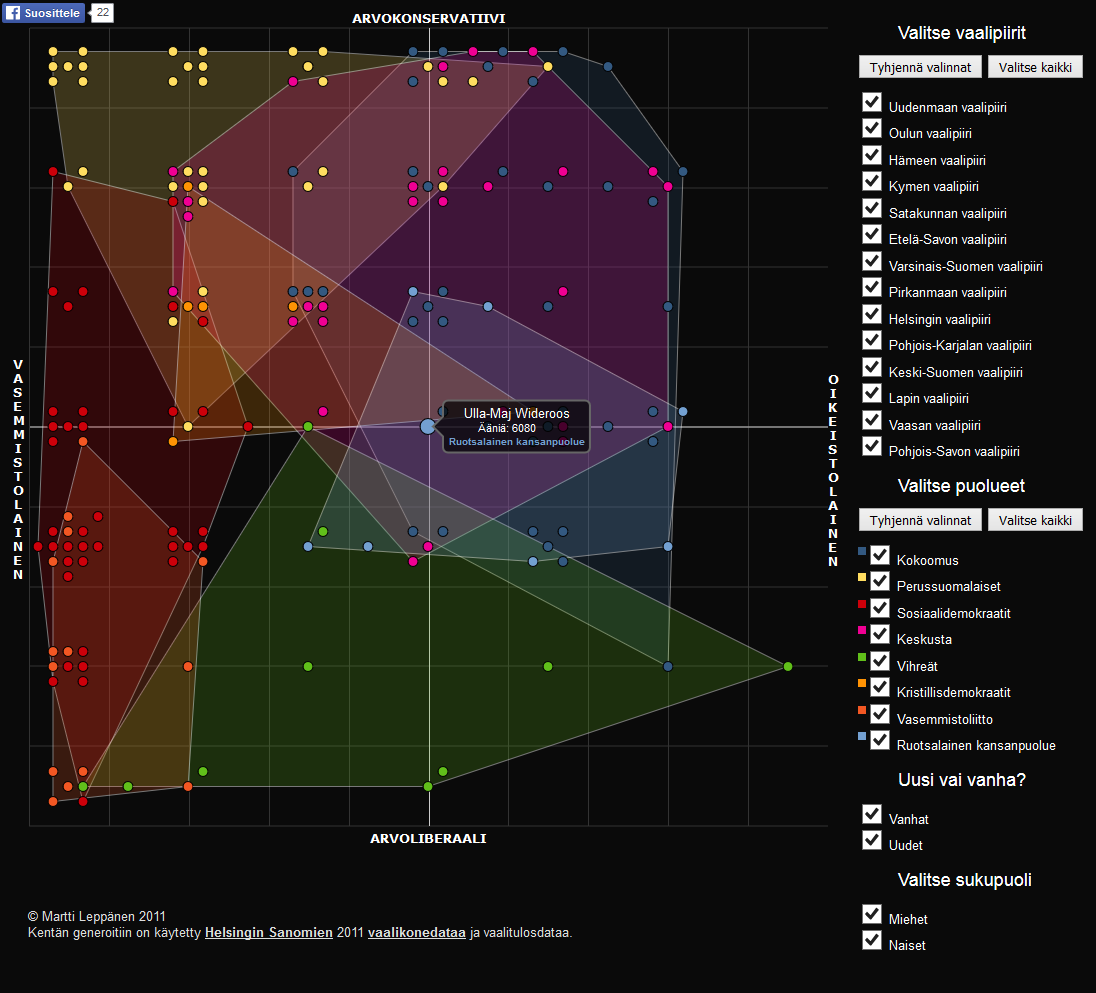 Suosittele
22
ARVOKONSERVATIIVI
VASEMMISTOLAINEN
OIKEISTOLAINEN
Ulla-Maj Wideroos
Ääniä: 6080
Ruotsalainen kansanpuolue
ARVOLIBERAALI
© Martti Leppänen 2011
Kentän generoitiin on käytetty Helsingin Sanomien 2011 vaalikonedataa ja vaalitulosdataa.
Valitse vaalipiirit
Tyhjennä valinnat
Valitse kaikki
Uudenmaan vaalipiiri
Oulun vaalipiiri
Hämeen vaalipiiri
Kymen vaalipiiri
Satakunnan vaalipiiri
Etelä-Savon vaalipiiri
Varsinais-Suomen vaalipiiri
Pirkanmaan vaalipiiri
Helsingin vaalipiiri
Pohjois-Karjalan vaalipiiri
Keski-Suomen vaalipiiri
Lapin vaalipiiri
Vaasan vaalipiiri
Pohjois-Savon vaalipiiri
Valitse puolueet
Tyhjennä valinnat
Valitse kaikki
Kokoomus
Perussuomalaiset
Sosiaalidemokraatit
Keskusta
Vihreät
Kristillisdemokraatit
Vasemmistoliitto
Ruotsalainen kansanpuolue
Uusi vai vanha?
Vanhat
Uudet
Valitse sukupuoli
Miehet
Naiset